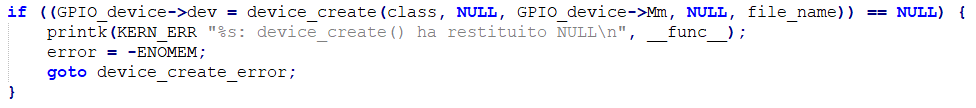 if ((GPIO_device->dev = device_create(class, NULL, GPIO_device->Mm, NULL, file_name)) == NULL) {
    printk(KERN_ERR "%s: device_create() ha restituito NULL\n", __func__);
    error = -ENOMEM;
    goto device_create_error;
}